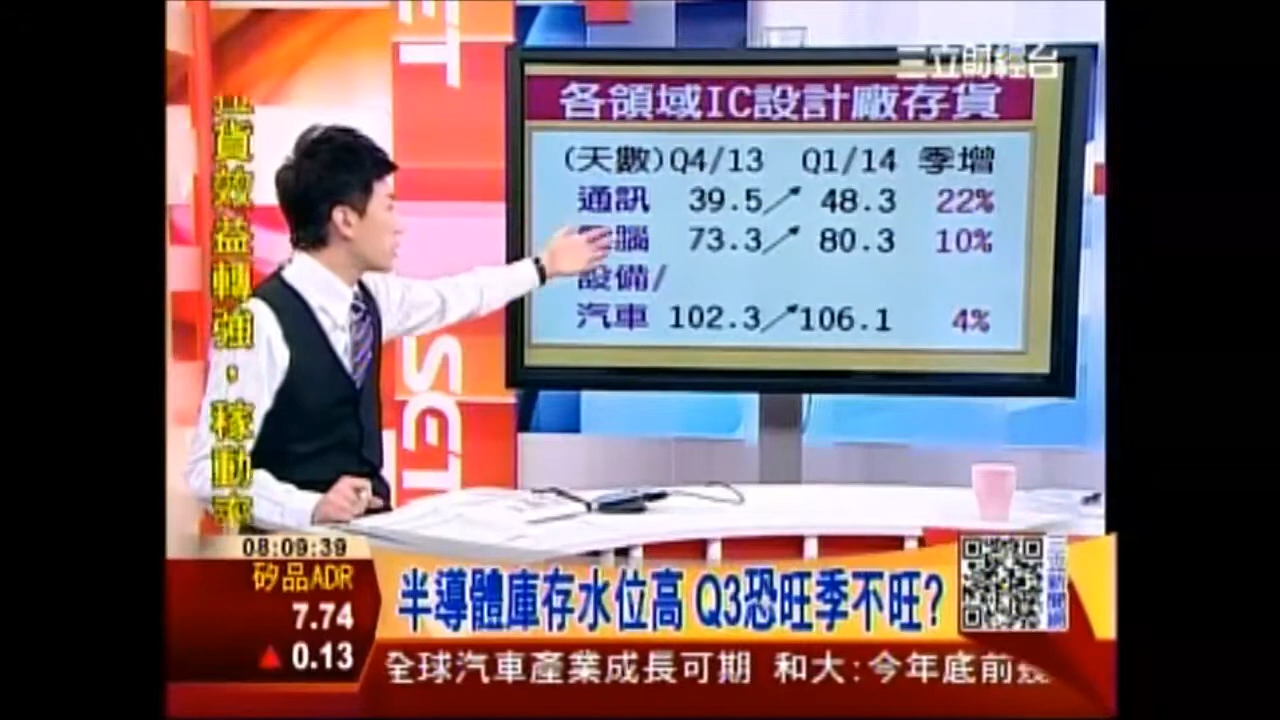 三立財經台
各領域IC設計廠存貨
(天數) Q4/13 Q1/14 季增
通訊 39.5 48.3 22%
腦 73.3 80.3 10%
設備/
汽車 102.3 106.1 4%
貨效益轉強,稼動率
SET
08:09:39
矽品ADR
7.74
▲ 0.13
半導體庫存水位高 Q3恐旺季不旺?
全球汽車產業成長可期 和大:今年底前